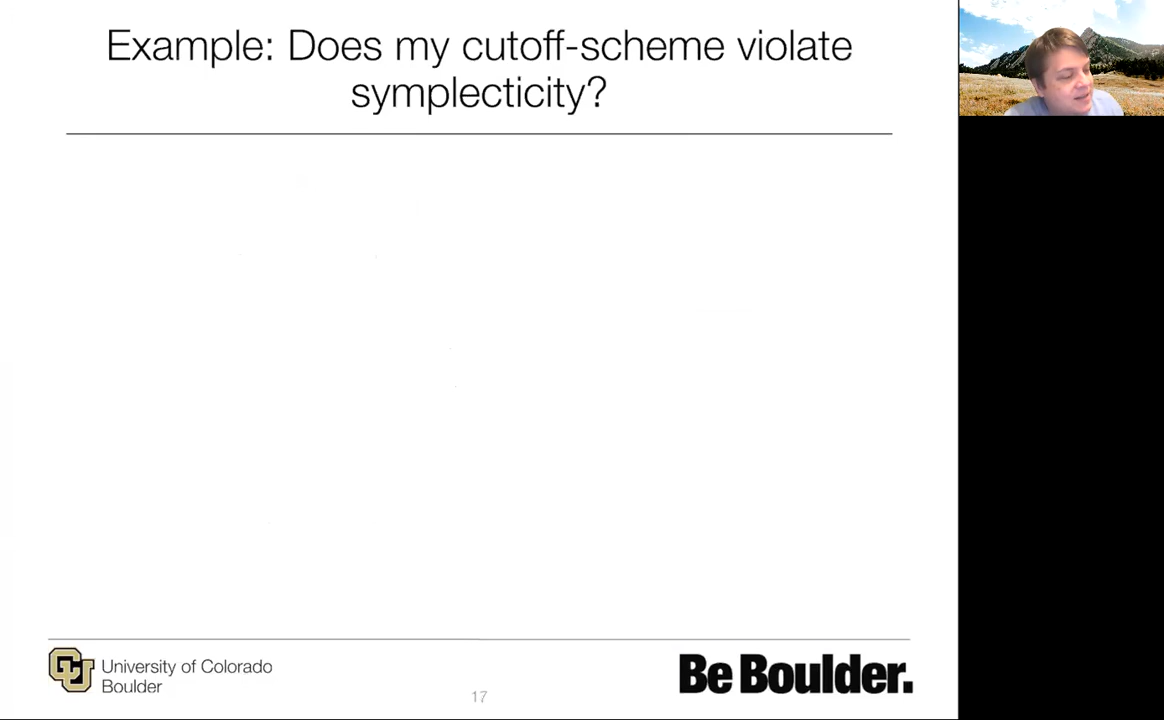 Example: Does my cutoff-scheme violate
symplecticity?
University of Colorado
Boulder
17
Be Boulder.